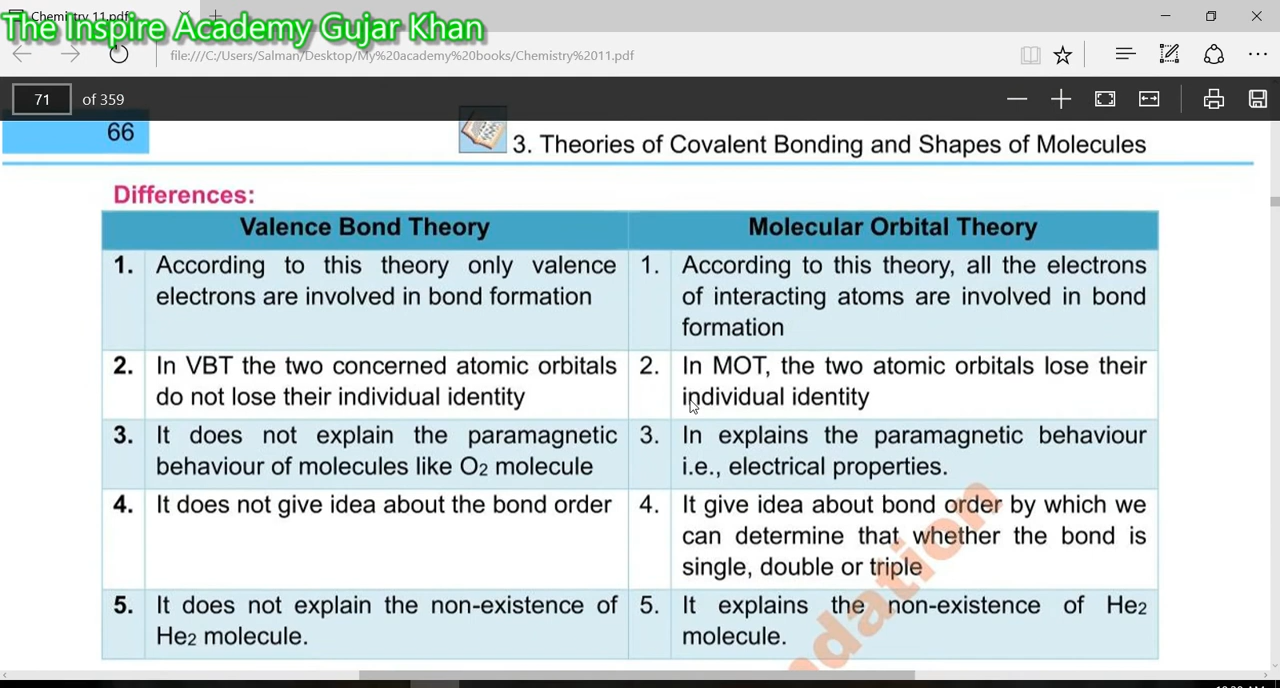 Chemistry 11.pdf
The Inspire Academy Gujar Khan
file:///C:/Users/Salman/Desktop/My%20academy%20books/Chemistry%2011.pdf
71 of 359
66
3. Theories of Covalent Bonding and Shapes of Molecules
Differences:
Valence Bond Theory
Molecular Orbital Theory
1. According to this theory only valence
electrons are involved in bond formation
1. According to this theory, all the electrons
of interacting atoms are involved in bond
formation
2. In VBT the two concerned atomic orbitals
do not lose their individual identity
2. In MOT, the two atomic orbitals lose their
individual identity
3. It does not explain the paramagnetic
behaviour of molecules like O2 molecule
3. In explains the paramagnetic behaviour
i.e., electrical properties.
4. It does not give idea about the bond order
4. It give idea about bond order by which we
can determine that whether the bond is
single, double or triple
5. It does not explain the non-existence of
He2 molecule.
5. It explains the non-existence of He2
molecule.